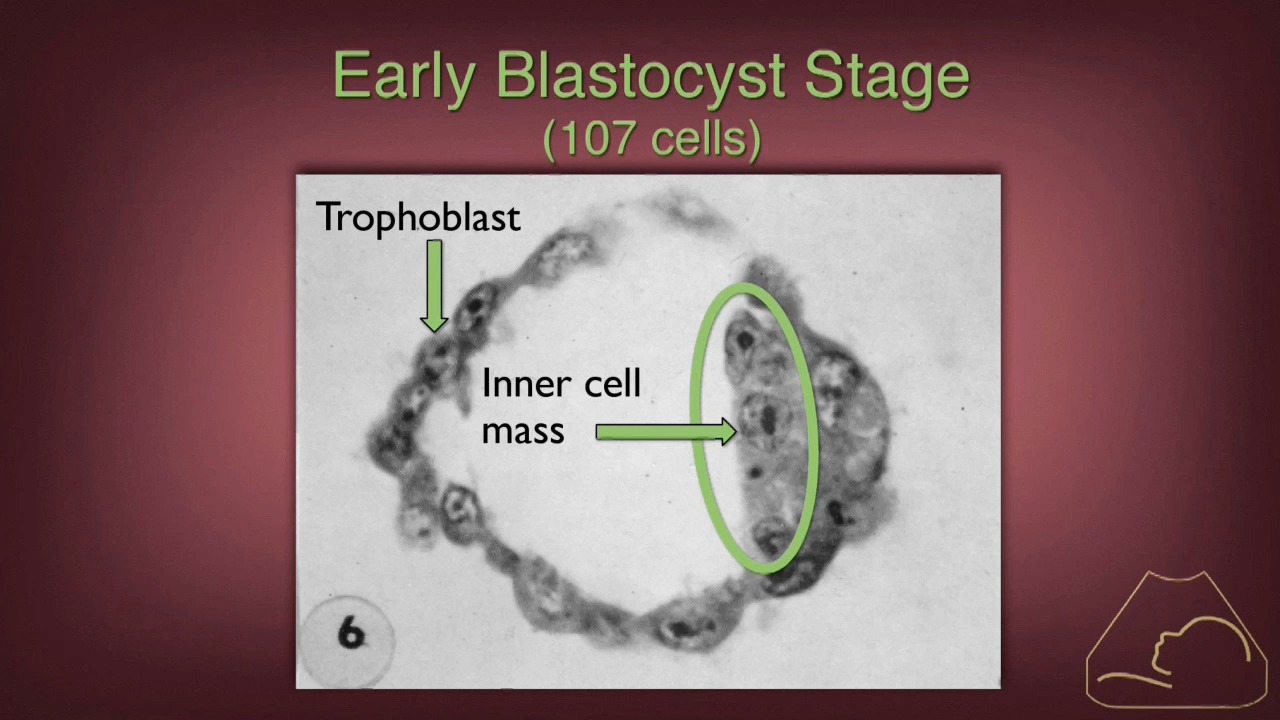 Early Blastocyst Stage
(107 cells)
Trophoblast
Inner cell
mass
6